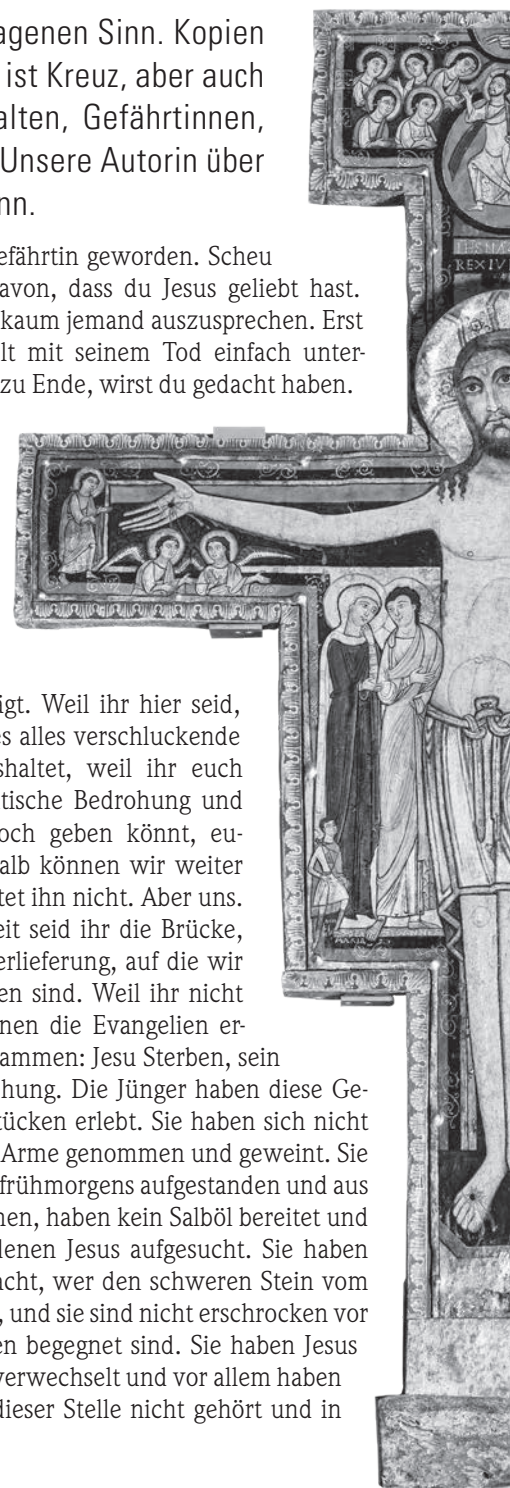 agenen Sinn. Kopien
ist Kreuz, aber auch
alten, Gefährtinnen,
Unsere Autorin über
nn.
efährtin geworden. Scheu
avon, dass du Jesus geliebt hast.
kaum jemand auszusprechen. Erst
lt mit seinem Tod einfach unter-
zu Ende, wirst du gedacht haben.
IHS NA
REX IV
igt. Weil ihr hier seid,
es alles verschluckende
shaltet, weil ihr euch
tische Bedrohung und
och geben könnt, eu-
halb können wir weiter
tet ihn nicht. Aber uns.
eit seid ihr die Brücke,
erlieferung, auf die wir
en sind. Weil ihr nicht
nen die Evangelien er-
ammen: Jesu Sterben, sein
hung. Die Jünger haben diese Ge-
tücken erlebt. Sie haben sich nicht
Arme genommen und geweint. Sie
frühmorgens aufgestanden und aus
nen, haben kein Salböl bereitet und
denen Jesus aufgesucht. Sie haben
acht, wer den schweren Stein vom
, und sie sind nicht erschrocken vor
en begegnet sind. Sie haben Jesus
verwechselt und vor allem haben
dieser Stelle nicht gehört und in